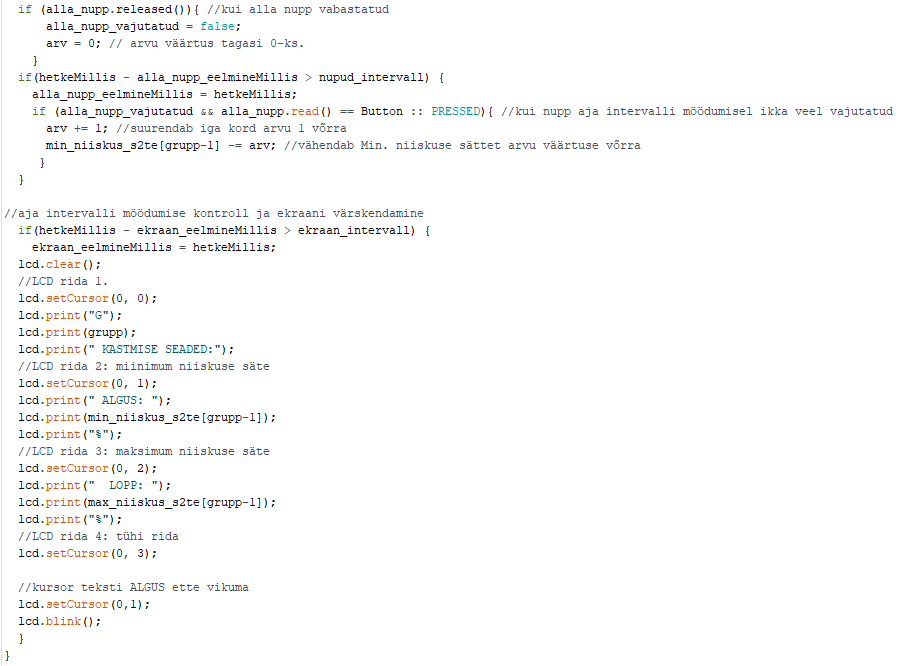 if (alla_nupp.released()){ //kui alla nupp vabastatud
alla_nupp_vajutatud = false;
arv = 0; // arvu väärtus tagasi 0-ks.
}
if(hetkeMillis - alla_nupp_eelmineMillis > nupud_intervall) {
alla_nupp_eelmineMillis = hetkeMillis;
if (alla_nupp_vajutatud && alla_nupp.read() == Button :: PRESSED){ //kui nupp aja intervalli möödumisel ikka veel vajutatud
arv += 1; //suurendab iga kord arvu 1 võrra
min_niiskus_s2te[grupp-1] -= arv; //vähendab Min. niiskuse sättet arvu väärtuse võrra
}
}
//aja intervalli möödumise kontroll ja ekraani värskendamine
if(hetkeMillis - ekraan_eelmineMillis > ekraan_intervall) {
ekraan_eelmineMillis = hetkeMillis;
lcd.clear();
//LCD rida 1.
lcd.setCursor(0, 0);
lcd.print("G");
lcd.print(grupp);
lcd.print(" KASTMISE SEADED:");
//LCD rida 2: miinimum niiskuse säte
lcd.setCursor(0, 1);
lcd.print(" ALGUS: ");
lcd.print(min_niiskus_s2te[grupp-1]);
lcd.print("%");
//LCD rida 3: maksimum niiskuse säte
lcd.setCursor(0, 2);
lcd.print("  LOPP: ");
lcd.print(max_niiskus_s2te[grupp-1]);
lcd.print("%");
//LCD rida 4: tühi rida
lcd.setCursor(0, 3);
//kursor teksti ALGUS ette vikuma
lcd.setCursor(0,1);
lcd.blink();
}
}